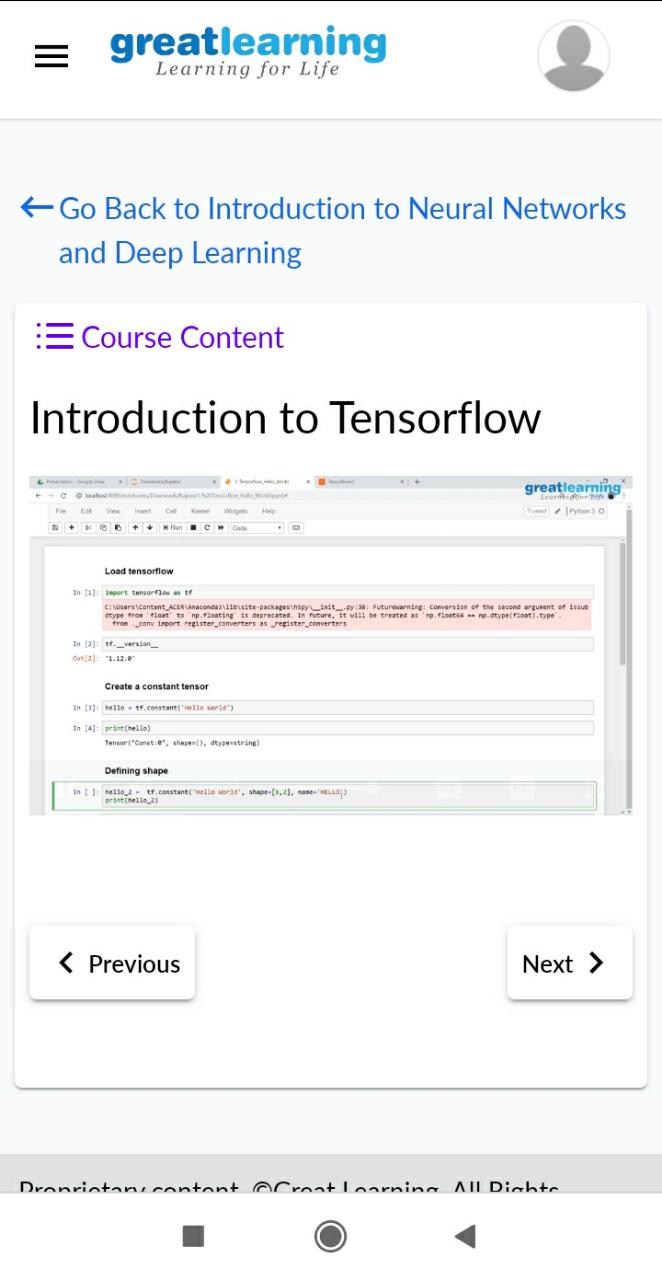 greatlearning
Learning for Life
Go Back to Introduction to Neural Networks
and Deep Learning
Course Content
Introduction to Tensorflow
Presentation - Google Drive
1. Tensorflow_Hello_World
TensorBoard
greatlearning
Learning for Life
File Edit View Insert Cell Kernel Widgets Help
Trusted Python 3
Run Code
Load tensorflow
In [1]: import tensorflow as tf
C:\Users\Content_ACER\Anaconda3\lib\site-packages\h5py\__init__.py:36: FutureWarning: Conversion of the second argument of issub
dtype from `float` to `np.floating` is deprecated. In future, it will be treated as `np.float64 == np.dtype(float).type`.
from ._conv import register_converters as _register_converters
In [2]: tf.__version__
Out[2]: '1.12.0'
Create a constant tensor
In [3]: hello = tf.constant('Hello World')
In [4]: print(hello)
Tensor("Const:0", shape=(), dtype=string)
Defining shape
In [ ]: hello_2 = tf.constant('Hello World', shape=[6,2], name='HELLO')
print(hello_2)
Previous
Next
Proprietary content. ©Great Learning. All Rights